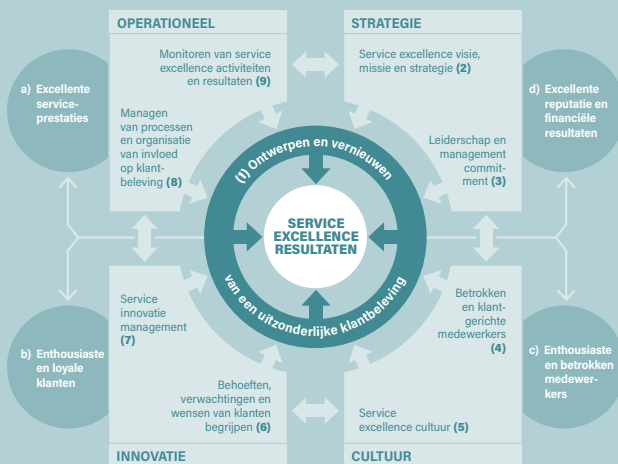 OPERATIONEEL
Monitoren van service
excellence activiteiten
en resultaten (9)
Managen
van processen
en organisatie
van invloed
op klant-
beleving (8)
STRATEGIE
Service excellence visie,
missie en strategie (2)
Leiderschap en
management
commit-
ment (3)
a) Excellente
service-
prestaties
d) Excellente
reputatie en
financiële
resultaten
(1) Ontwerpen en vernieuwen
van een uitzonderlijke klantbeleving
SERVICE
EXCELLENCE
RESULTATEN
b) Enthousiaste
en loyale
klanten
c) Enthousiaste
en betrokken
medewer-
kers
Service
innovatie
management
(7)
Behoeften,
verwachtingen en
wensen van klanten
begrijpen (6)
INNOVATIE
Betrokken
en klant-
gerichte
medewerkers
(4)
Service
excellence cultuur (5)
CULTUUR